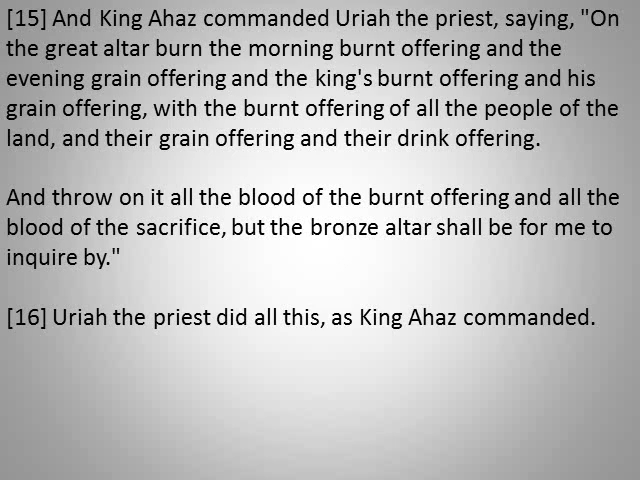 [15] And King Ahaz commanded Uriah the priest, saying, "On
the great altar burn the morning burnt offering and the
evening grain offering and the king's burnt offering and his
grain offering, with the burnt offering of all the people of the
land, and their grain offering and their drink offering.
And throw on it all the blood of the burnt offering and all the
blood of the sacrifice, but the bronze altar shall be for me to
inquire by."
[16] Uriah the priest did all this, as King Ahaz commanded.